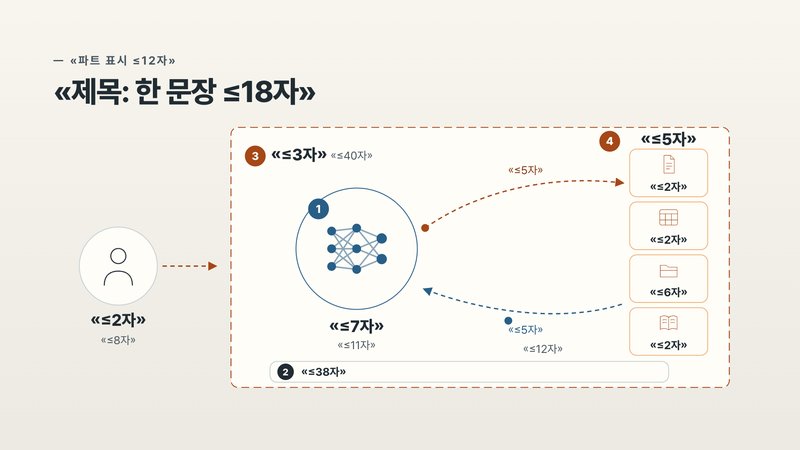 — «파트 표시 ≤12자»
«제목: 한 문장 ≤18자»
3 «≤3자» «≤40자»
4 «≤5자»
«≤5자»
«≤2자»
1
«≤2자»
«≤6자»
«≤2자»
«≤2자»
«≤8자»
«≤7자»
«≤11자»
«≤5자»
«≤12자»
2 «≤38자»